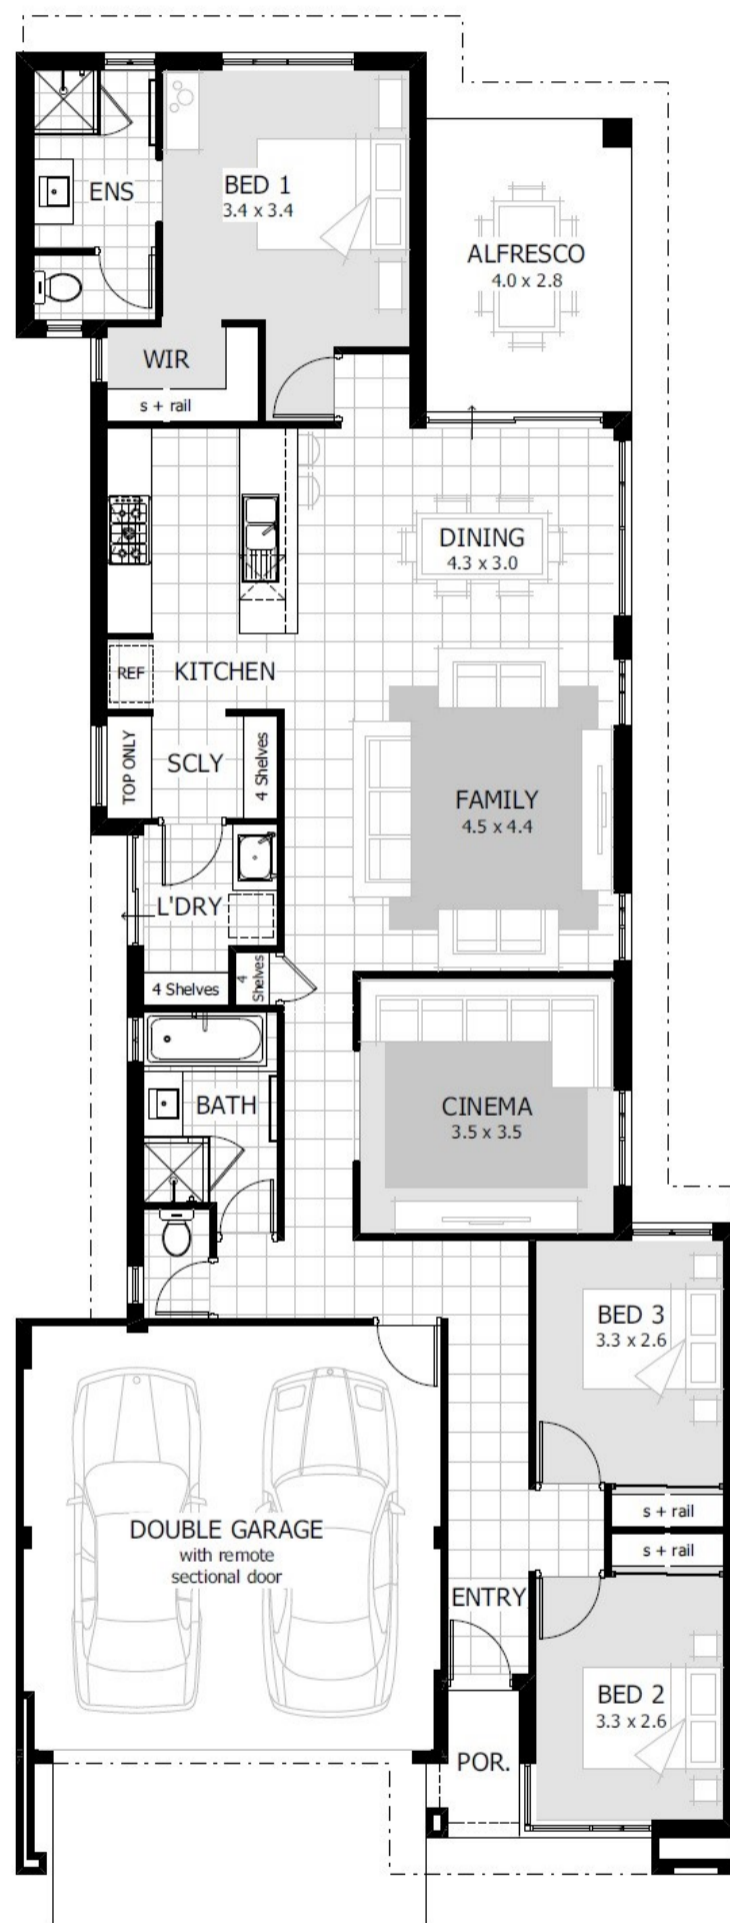 ENS
BED 1
3.4 x 3.4
ALFRESCO
4.0 x 2.8
WIR
s + rail
DINING
4.3 x 3.0
REF
KITCHEN
TOP ONLY
SCLY
4 Shelves
FAMILY
4.5 x 4.4
L'DRY
4 Shelves
4
Shelves
BATH
CINEMA
3.5 x 3.5
BED 3
3.3 x 2.6
s + rail
s + rail
DOUBLE GARAGE
with remote
sectional door
ENTRY
BED 2
3.3 x 2.6
POR.